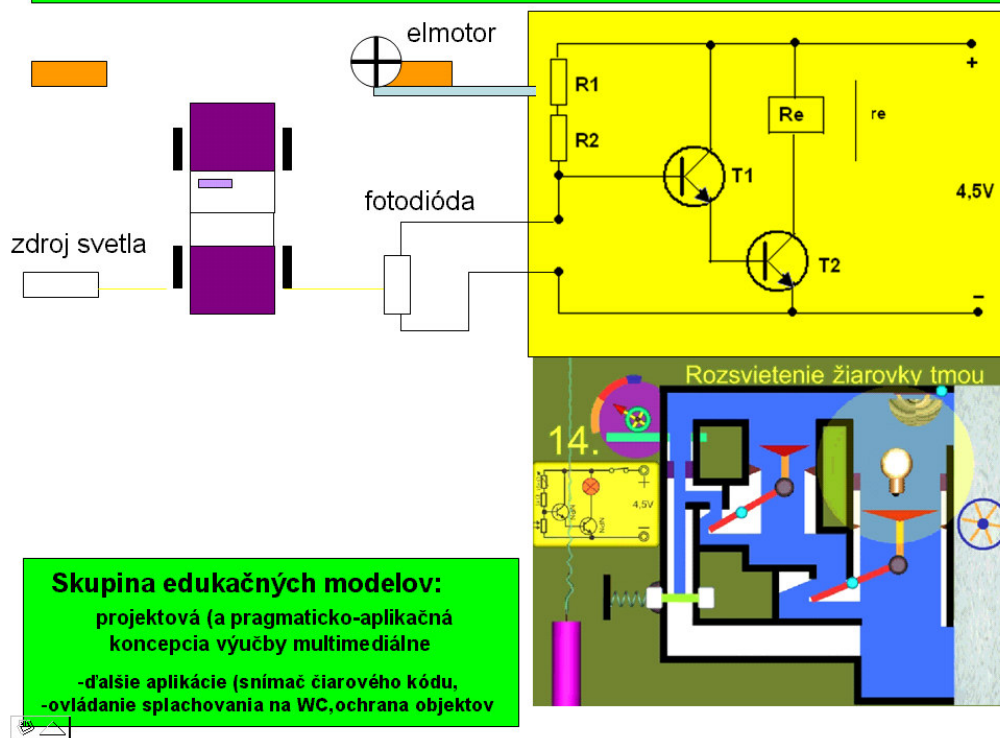 elmotor
R1
R2
Re
re
+
T1
4,5V
T2
−
fotodióda
zdroj svetla
Rozsvietenie žiarovky tmou
14.
+
4,5V
−
NPN
NPN
Skupina edukačných modelov:
projektová (a pragmaticko-aplikačná
koncepcia výučby multimediálne
-ďalšie aplikácie (snímač čiarového kódu,
-ovládanie splachovania na WC,ochrana objektov